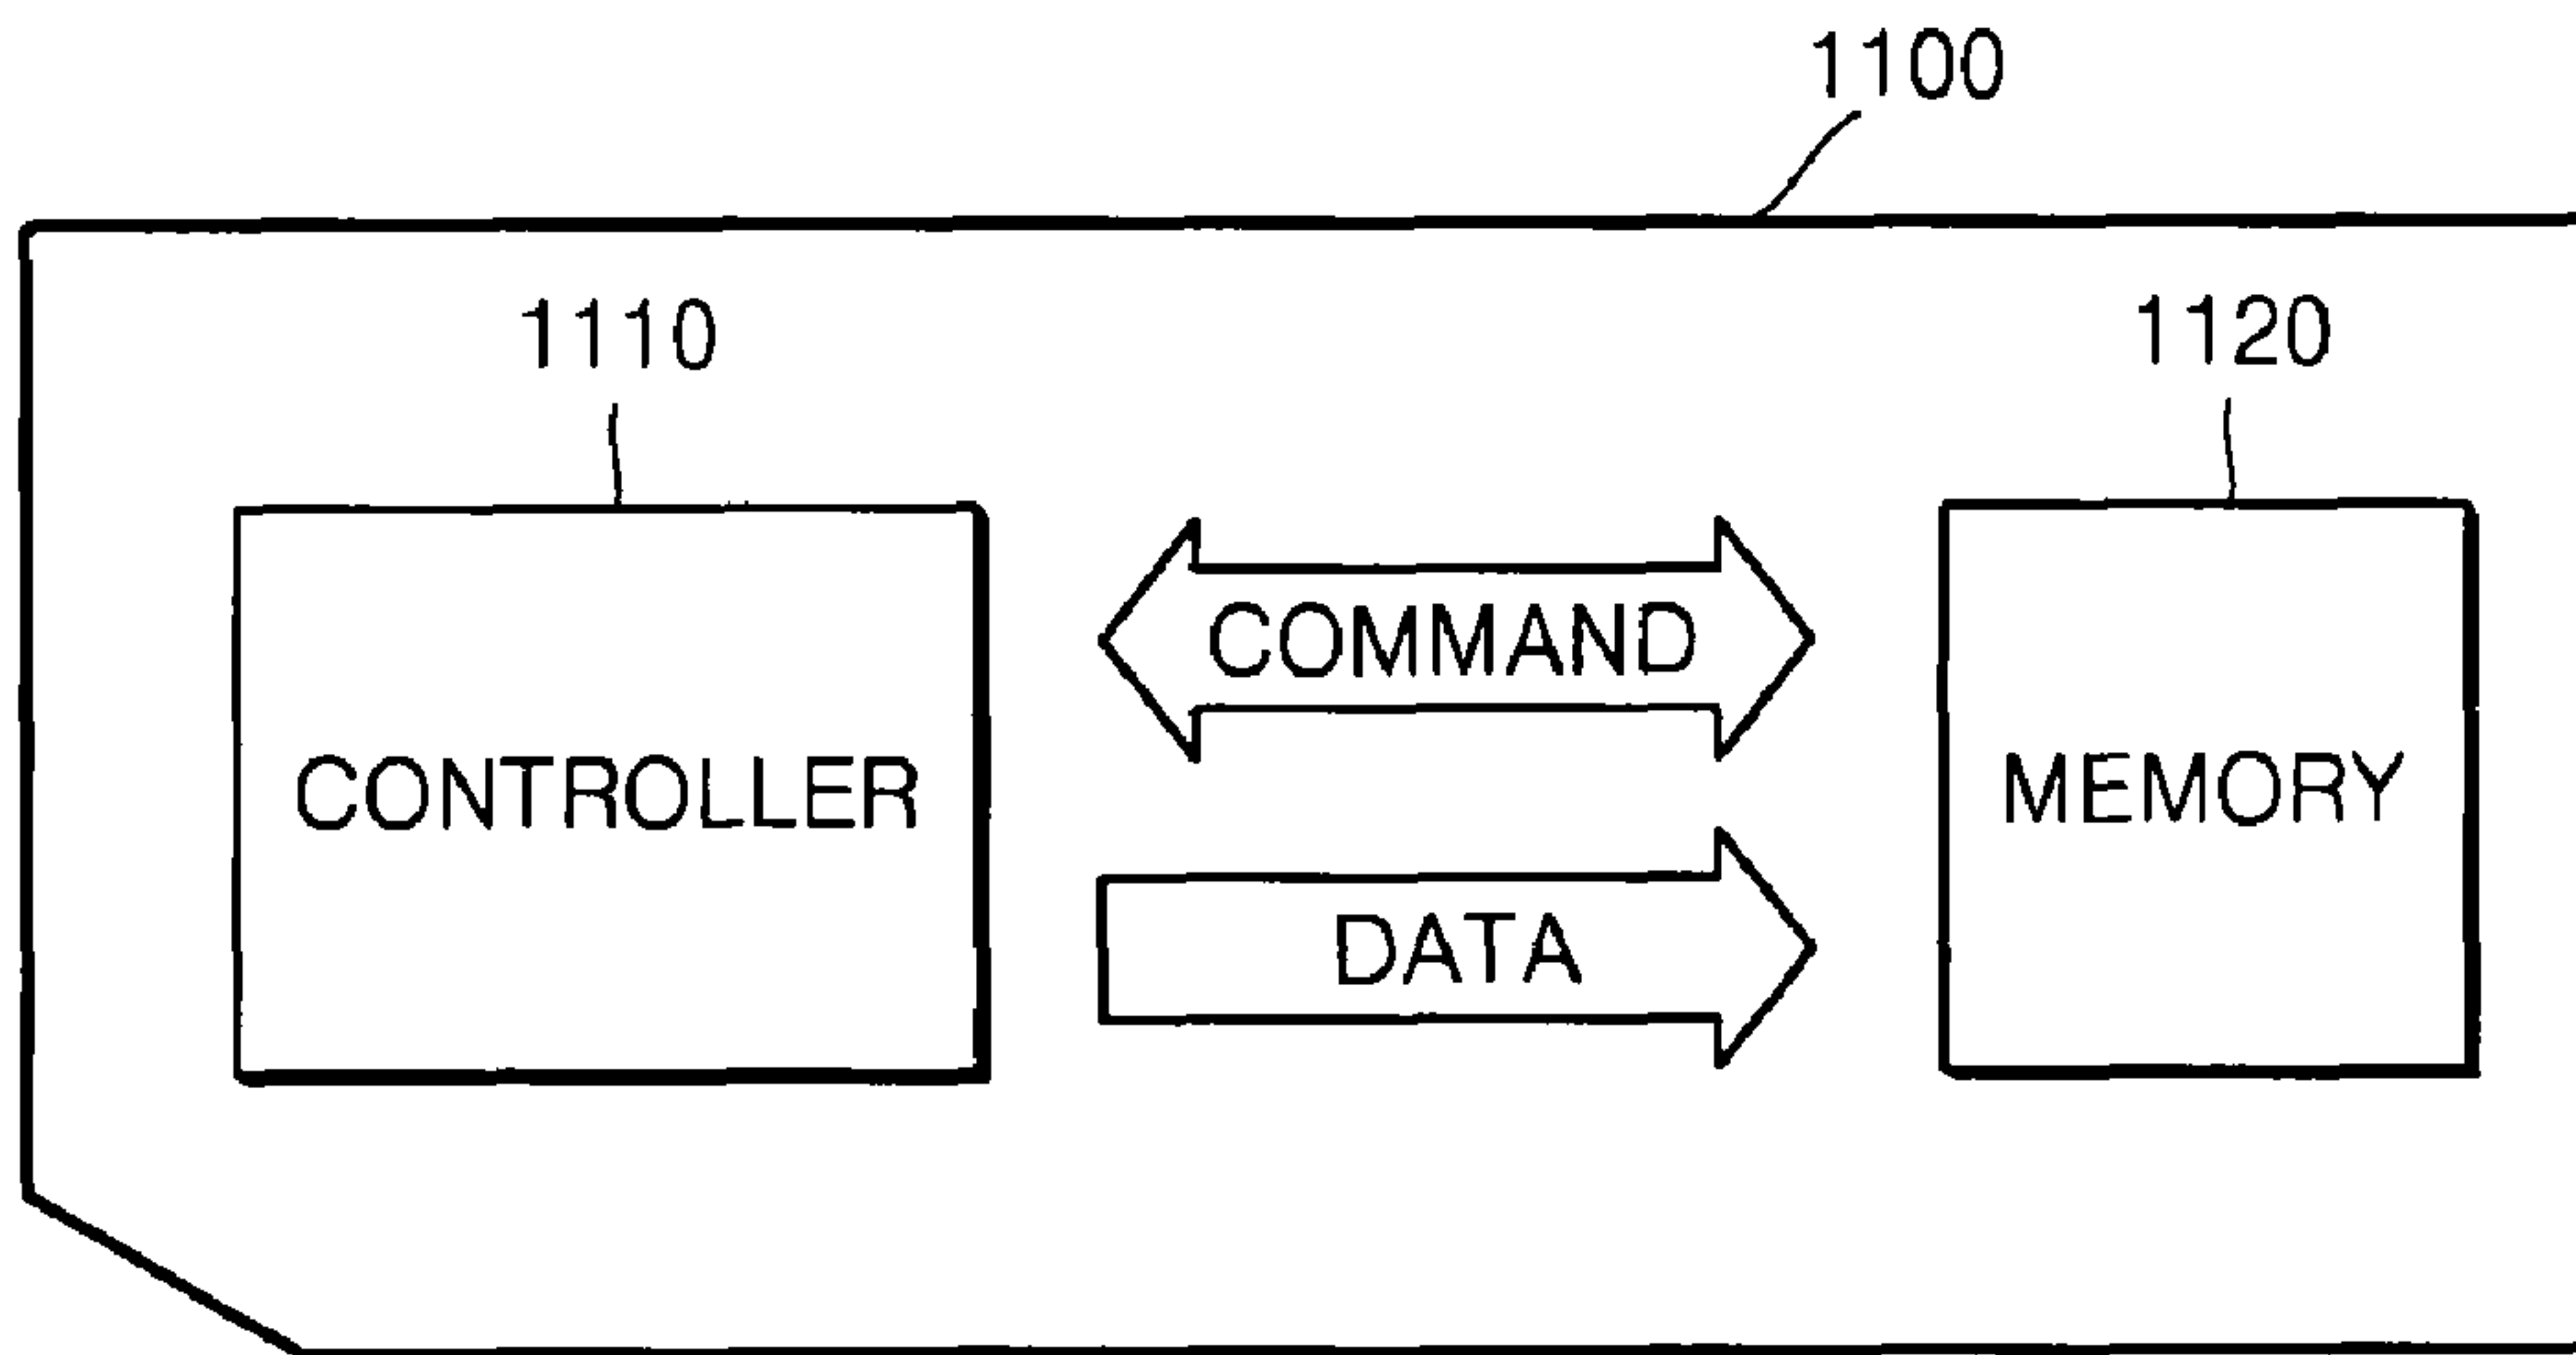 1100
1110
1120
COMMAND
CONTROLLER
MEMORY
DATA